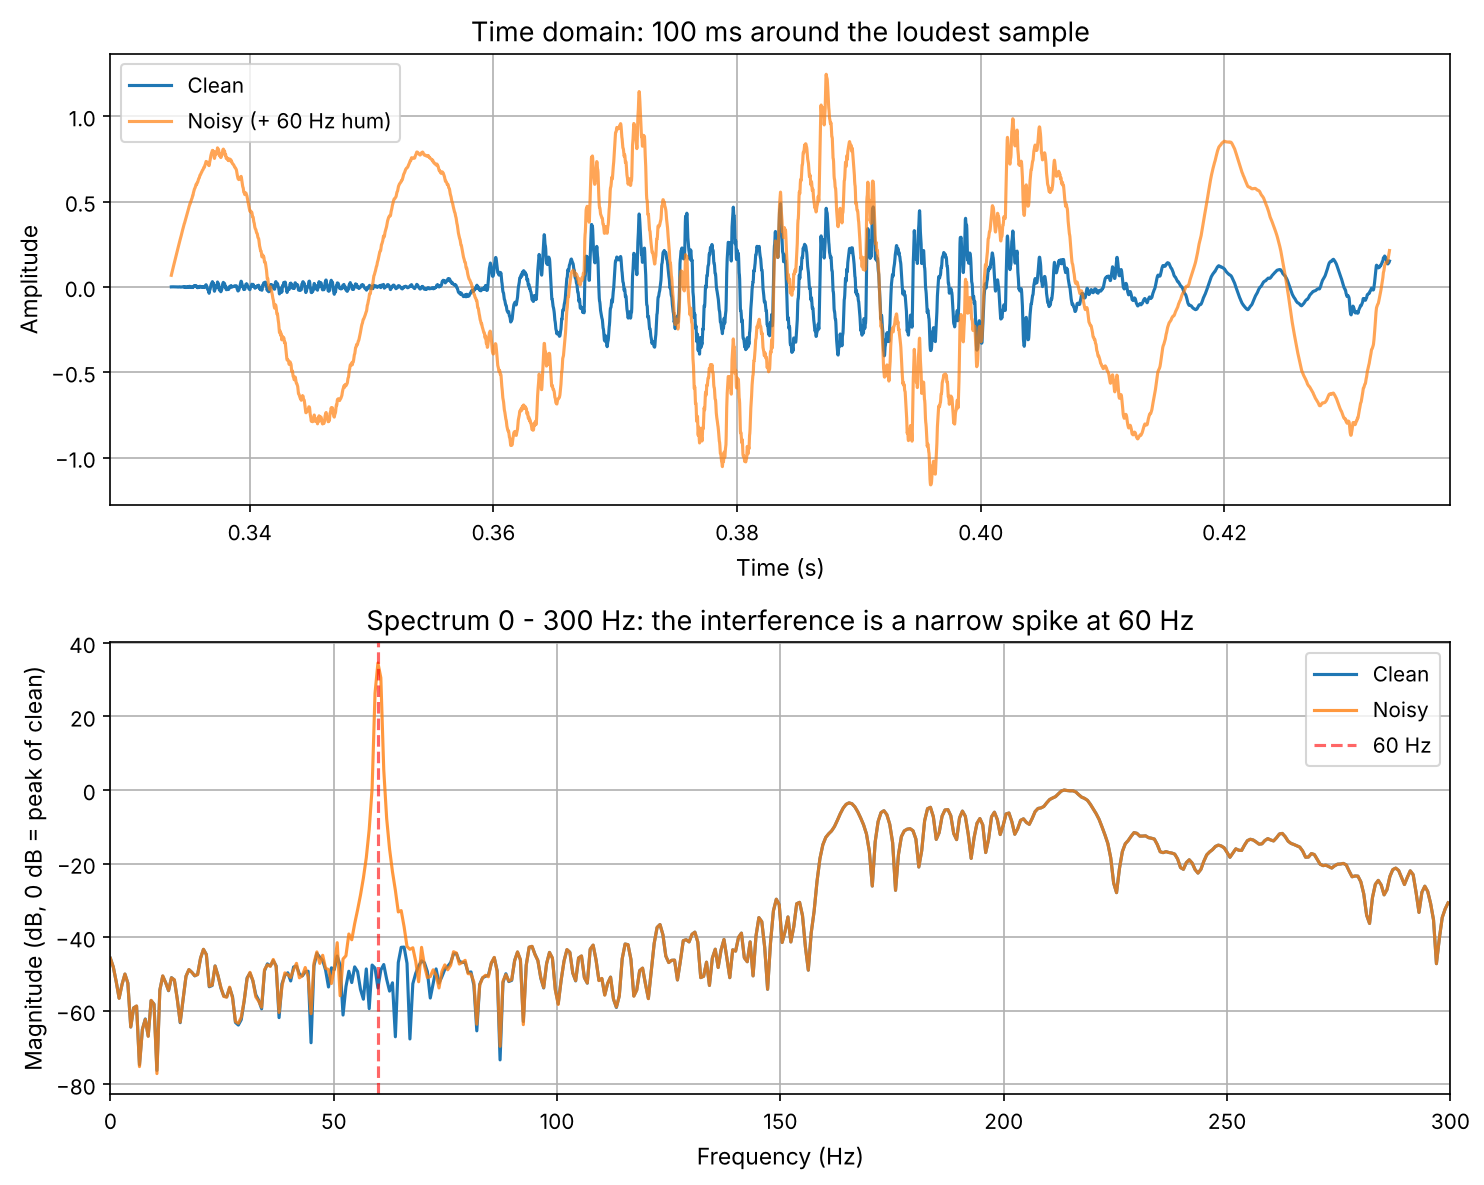 Time domain: 100 ms around the loudest sample
Clean
Noisy (+ 60 Hz hum)
Amplitude
1.0
0.5
0.0
−0.5
−1.0
0.34
0.36
0.38
0.40
0.42
Time (s)
Spectrum 0 - 300 Hz: the interference is a narrow spike at 60 Hz
Clean
Noisy
60 Hz
Magnitude (dB, 0 dB = peak of clean)
40
20
0
−20
−40
−60
−80
0
50
100
150
200
250
300
Frequency (Hz)